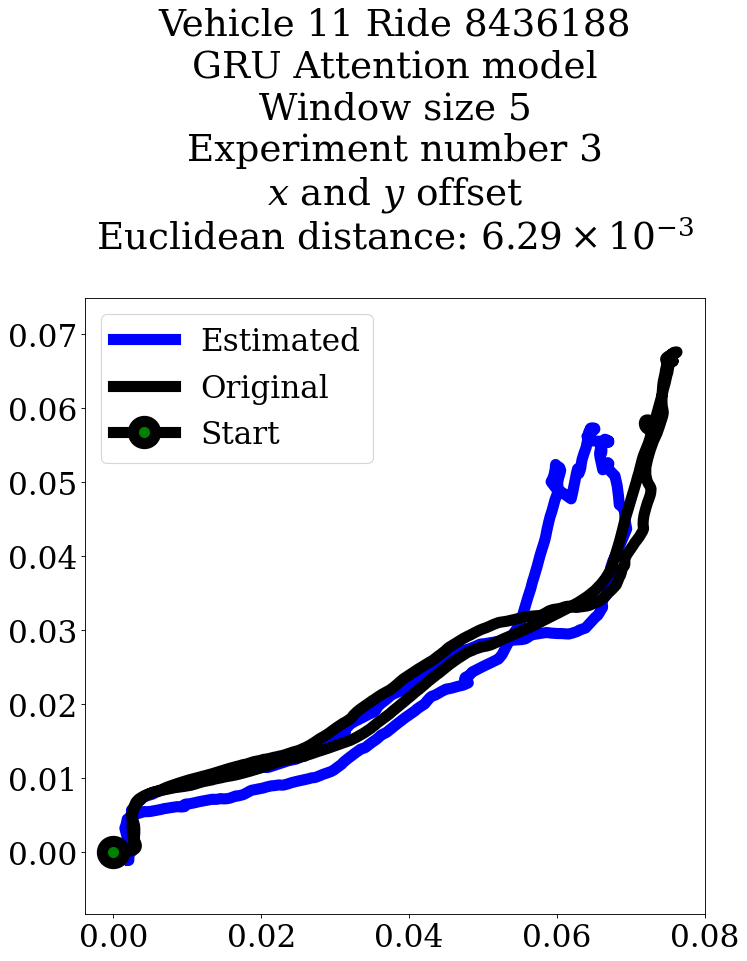 Vehicle 11 Ride 8436188
GRU Attention model
Window size 5
Experiment number 3
x and y offset
Euclidean distance: 6.29 × 10⁻³
Estimated
Original
Start
0.07
0.06
0.05
0.04
0.03
0.02
0.01
0.00
0.00 0.02 0.04 0.06 0.08